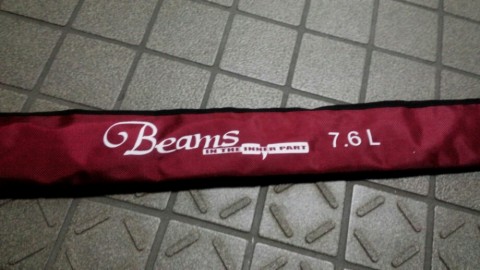 Beams 7.6 L
IN THE INNER PART